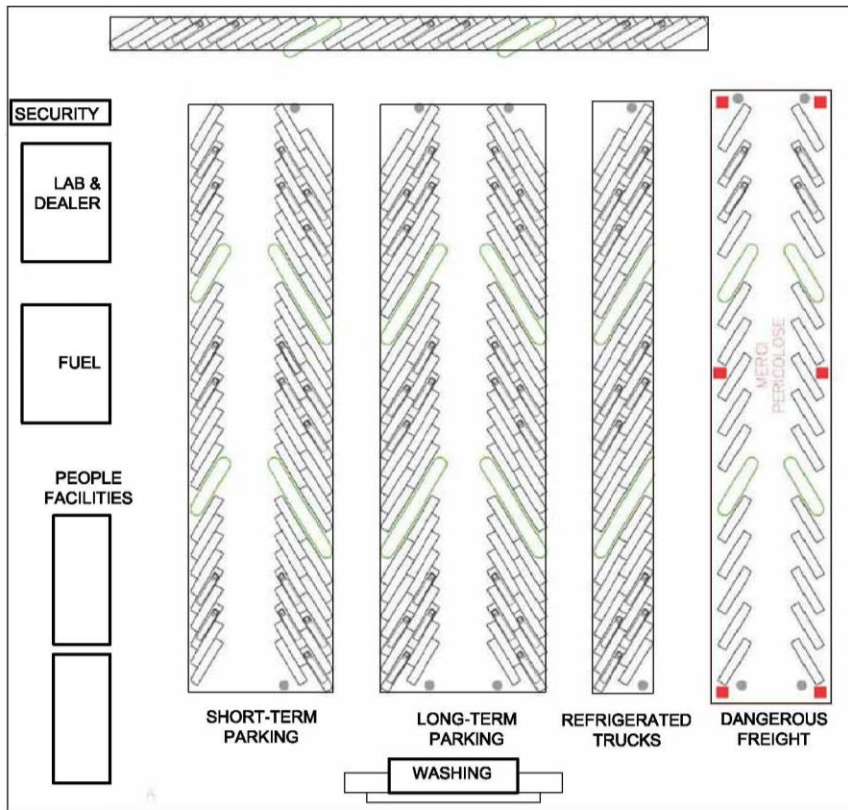 SECURITY
LAB &
DEALER
FUEL
PEOPLE
FACILITIES
MERCI
PERICOLOSE
SHORT-TERM
PARKING
LONG-TERM
PARKING
REFRIGERATED
TRUCKS
DANGEROUS
FREIGHT
WASHING